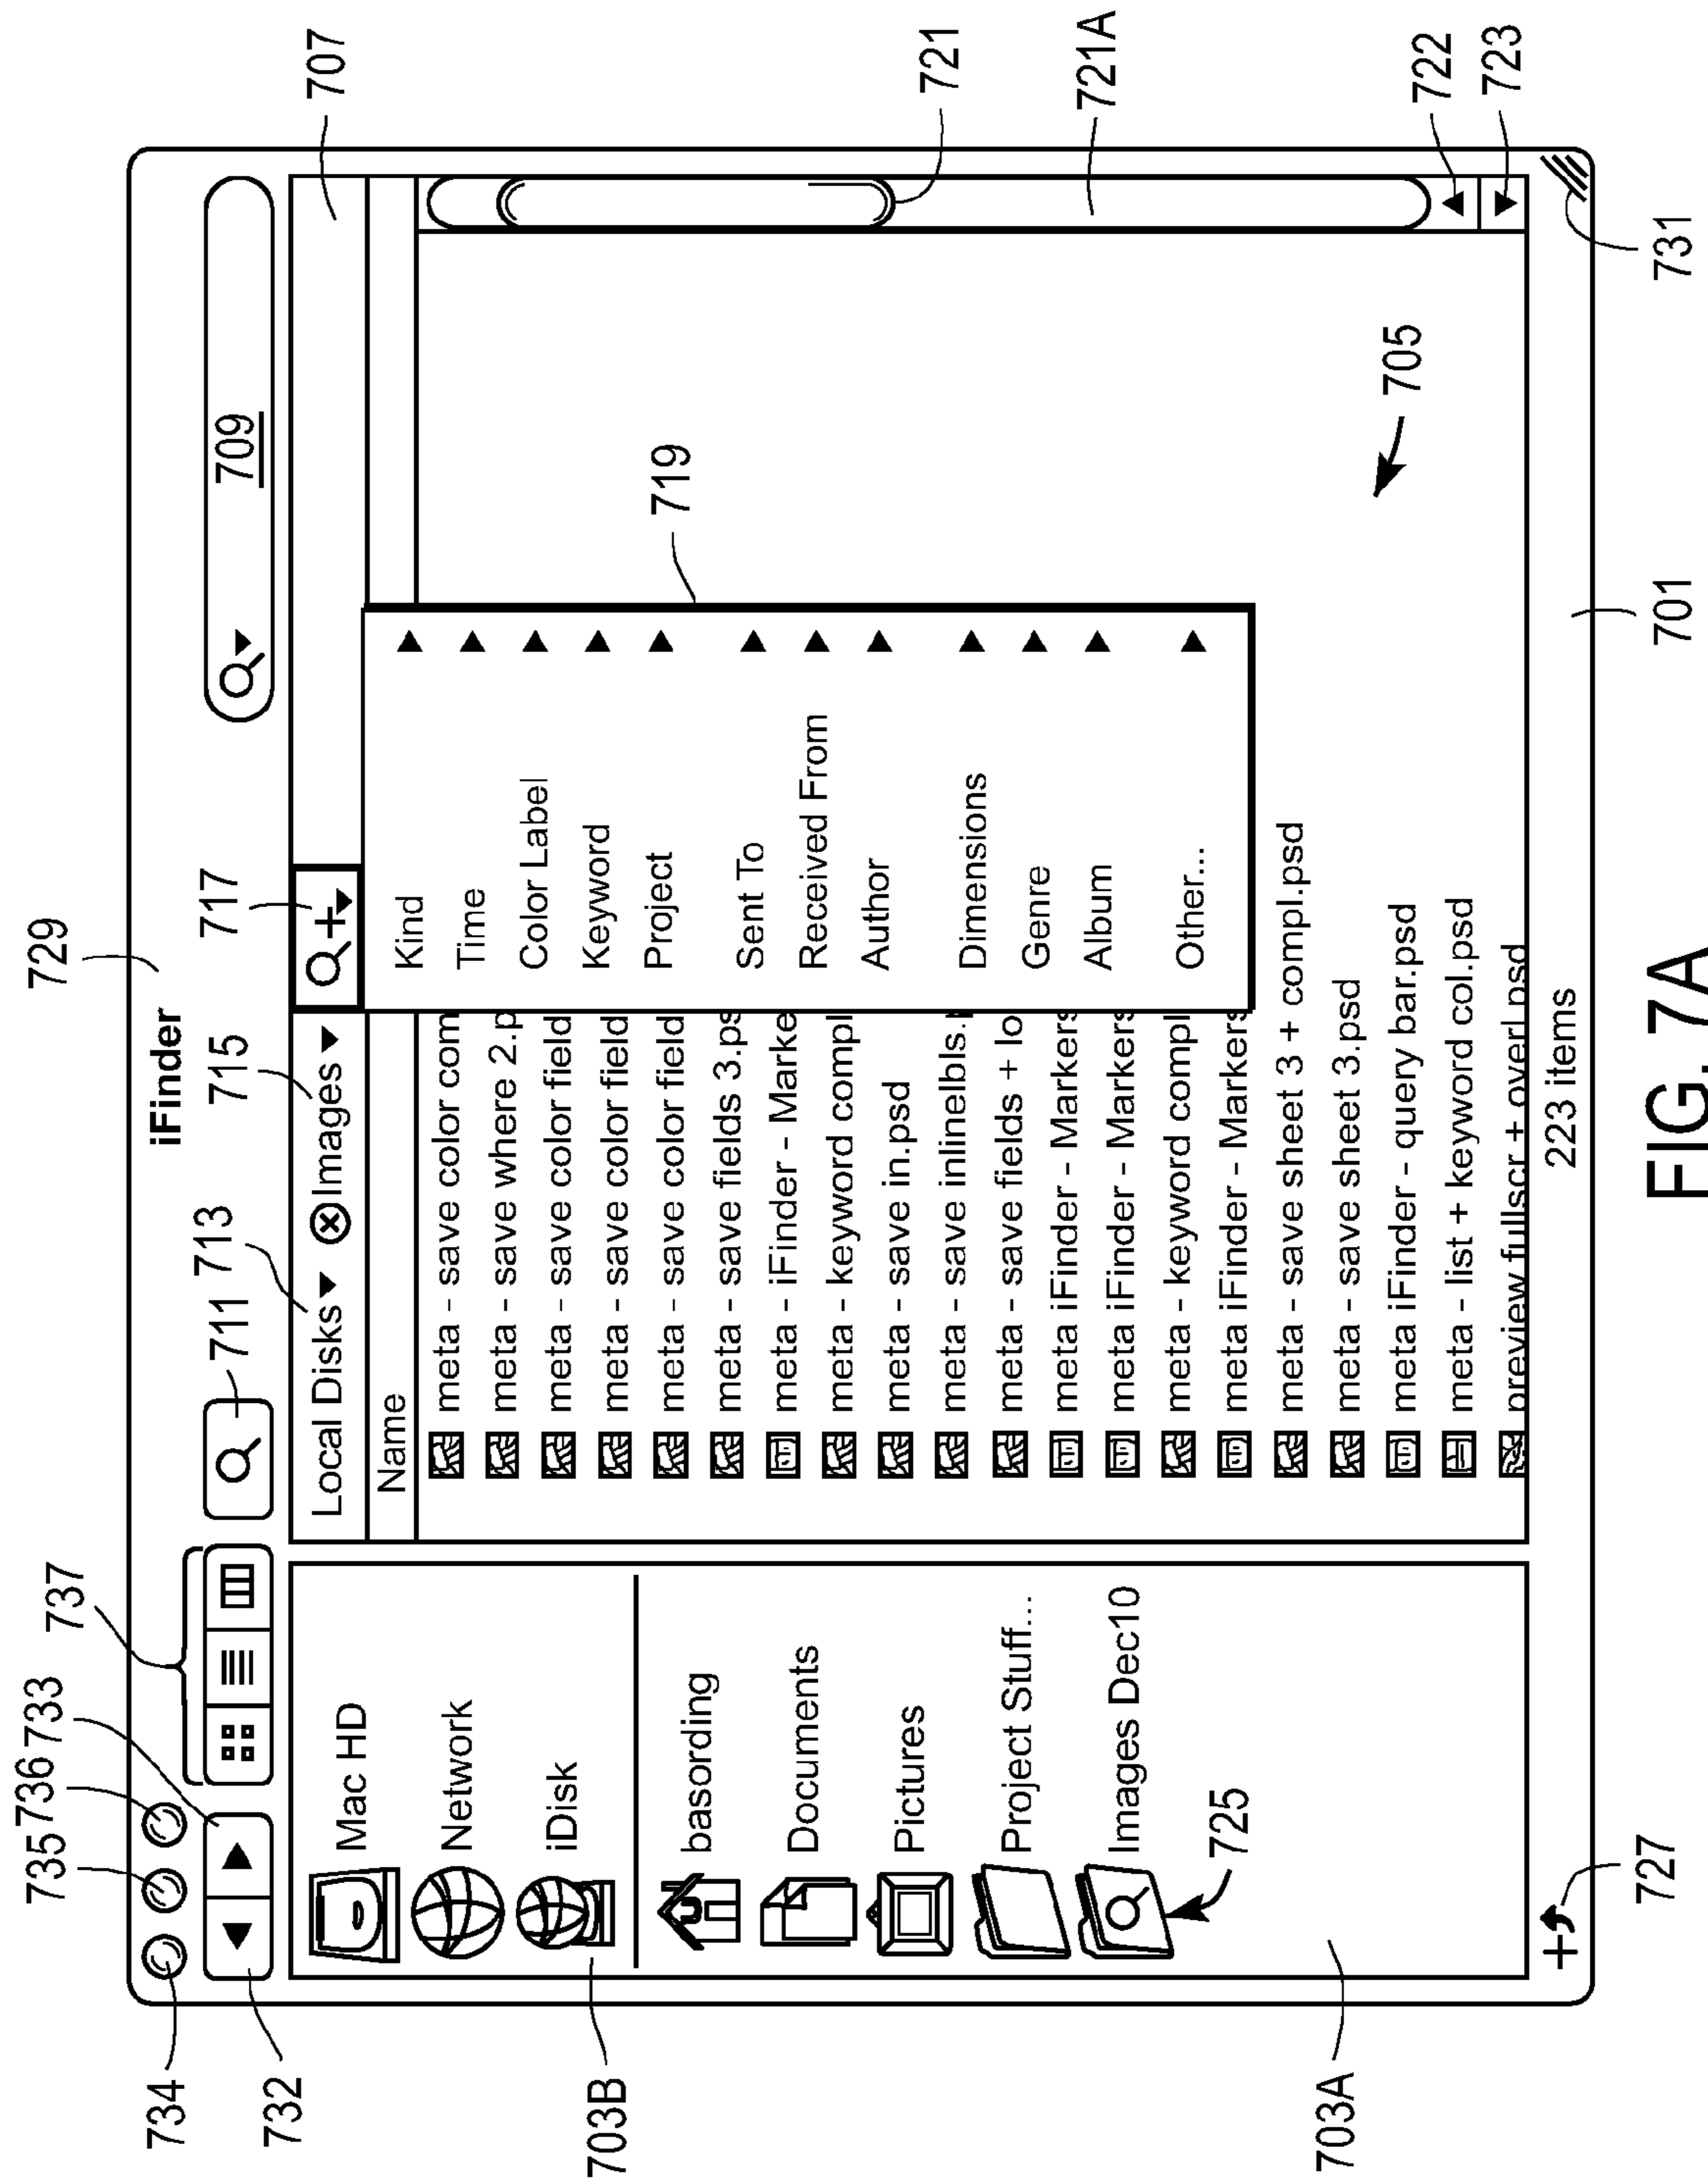 729
iFinder
734
735
736
733
737
711
713
715
717
709
707
732
Local Disks
Images
Name
Mac HD
Network
iDisk
basording
Documents
Pictures
Project Stuff...
Images Dec10
725
703B
703A
meta - save color com
meta - save where 2.p
meta - save color field
meta - save color field
meta - save color field
meta - save fields 3.ps
meta - iFinder - Marke
meta - keyword compl
meta - save in.psd
meta - save inlinelbls.
meta - save fields + lo
meta iFinder - Markers
meta iFinder - Markers
meta - keyword compl
meta iFinder - Markers
meta - save sheet 3 + compl.psd
meta - save sheet 3.psd
meta iFinder - query bar.psd
meta - list + keyword col.psd
preview fullscr + overl.psd
Kind
Time
Color Label
Keyword
Project
Sent To
Received From
Author
Dimensions
Genre
Album
Other...
719
705
721
721A
722
723
731
223 items
701
727
FIG. 7A